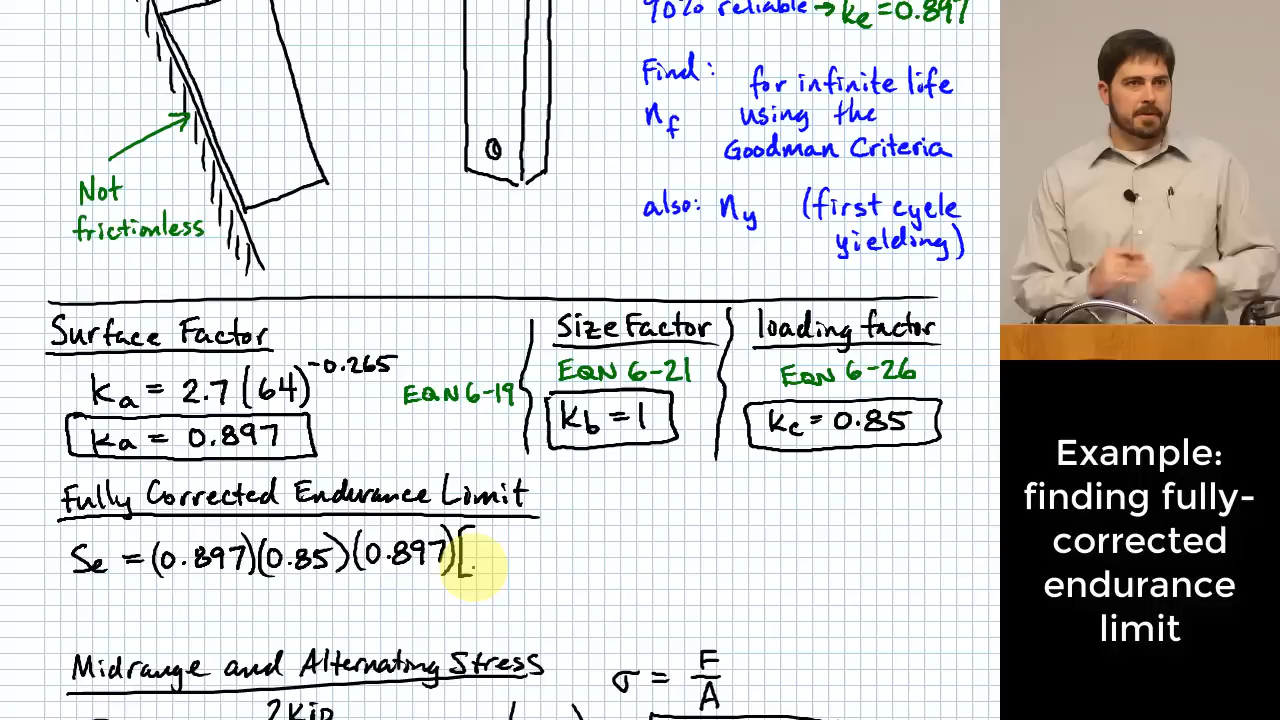 90% reliable → ke = 0.897
Find: for infinite life
nf using the
Goodman Criteria
also: ny (first cycle
yielding)
Not
frictionless
Surface Factor
ka = 2.7 (64)^-0.265 EQN 6-19
ka = 0.897
Size Factor
EQN 6-21
kb = 1
loading factor
EQN 6-26
kc = 0.85
Fully Corrected Endurance Limit
Se = (0.897)(0.85)(0.897)[
Midrange and Alternating Stress
σ = F/A
2 Kip
Example:
finding fully-
corrected
endurance
limit